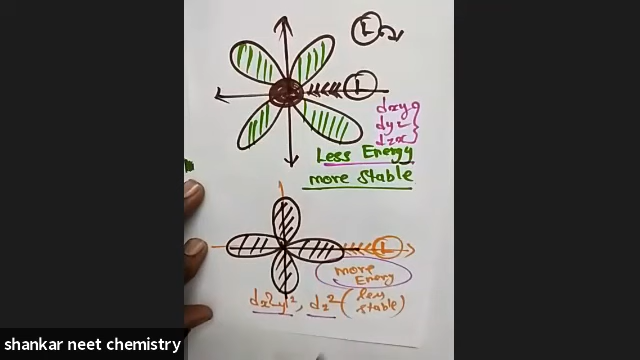 L
L
dxy
dyz
dzx
Less Energy
more stable
L
more
Energy
dx²-y², dz² (less
stable)
shankar neet chemistry